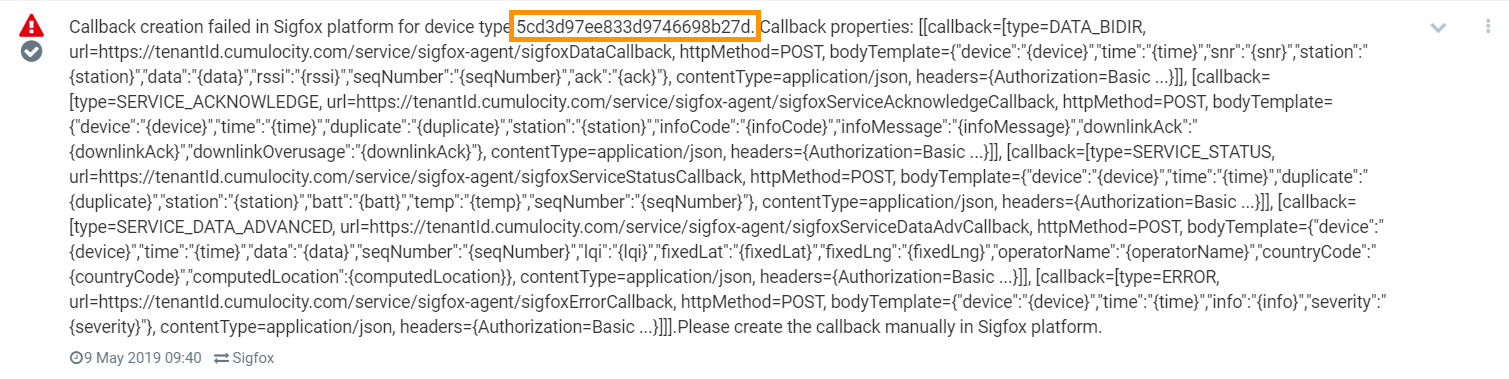 Callback creation failed in Sigfox platform for device type 5cd3d97ee833d9746698b27d. Callback properties: [[callback=[type=DATA_BIDIR,
url=https://tenantId.cumulocity.com/service/sigfox-agent/sigfoxDataCallback, httpMethod=POST, bodyTemplate={"device":"{device}","time":"{time}","snr":"{snr}","station":"
{station}","data":"{data}","rssi":"{rssi}","seqNumber":"{seqNumber}","ack":"{ack}"}, contentType=application/json, headers={Authorization=Basic ...}]], [callback=
[type=SERVICE_ACKNOWLEDGE, url=https://tenantId.cumulocity.com/service/sigfox-agent/sigfoxServiceAcknowledgeCallback, httpMethod=POST, bodyTemplate=
{"device":"{device}","time":"{time}","duplicate":"{duplicate}","station":"{station}","infoCode":"{infoCode}","infoMessage":"{infoMessage}","downlinkAck":"
{downlinkAck}","downlinkOverusage":"{downlinkAck}"}, contentType=application/json, headers={Authorization=Basic ...}]], [callback=[type=SERVICE_STATUS,
url=https://tenantId.cumulocity.com/service/sigfox-agent/sigfoxServiceStatusCallback, httpMethod=POST, bodyTemplate={"device":"{device}","time":"{time}","duplicate":"
{duplicate}","station":"{station}","batt":"{batt}","temp":"{temp}","seqNumber":"{seqNumber}"}, contentType=application/json, headers={Authorization=Basic ...}]], [callback=
[type=SERVICE_DATA_ADVANCED, url=https://tenantId.cumulocity.com/service/sigfox-agent/sigfoxServiceDataAdvCallback, httpMethod=POST, bodyTemplate={"device":"
{device}","time":"{time}","data":"{data}","seqNumber":"{seqNumber}","lqi":"{lqi}","fixedLat":"{fixedLat}","fixedLng":"{fixedLng}","operatorName":"{operatorName}","countryCode":"
{countryCode}","computedLocation":{computedLocation}}, contentType=application/json, headers={Authorization=Basic ...}]], [callback=[type=ERROR,
url=https://tenantId.cumulocity.com/service/sigfox-agent/sigfoxErrorCallback, httpMethod=POST, bodyTemplate={"device":"{device}","time":"{time}","info":"{info}","severity":"
{severity}"}, contentType=application/json, headers={Authorization=Basic ...}]]].Please create the callback manually in Sigfox platform.
9 May 2019 09:40 Sigfox